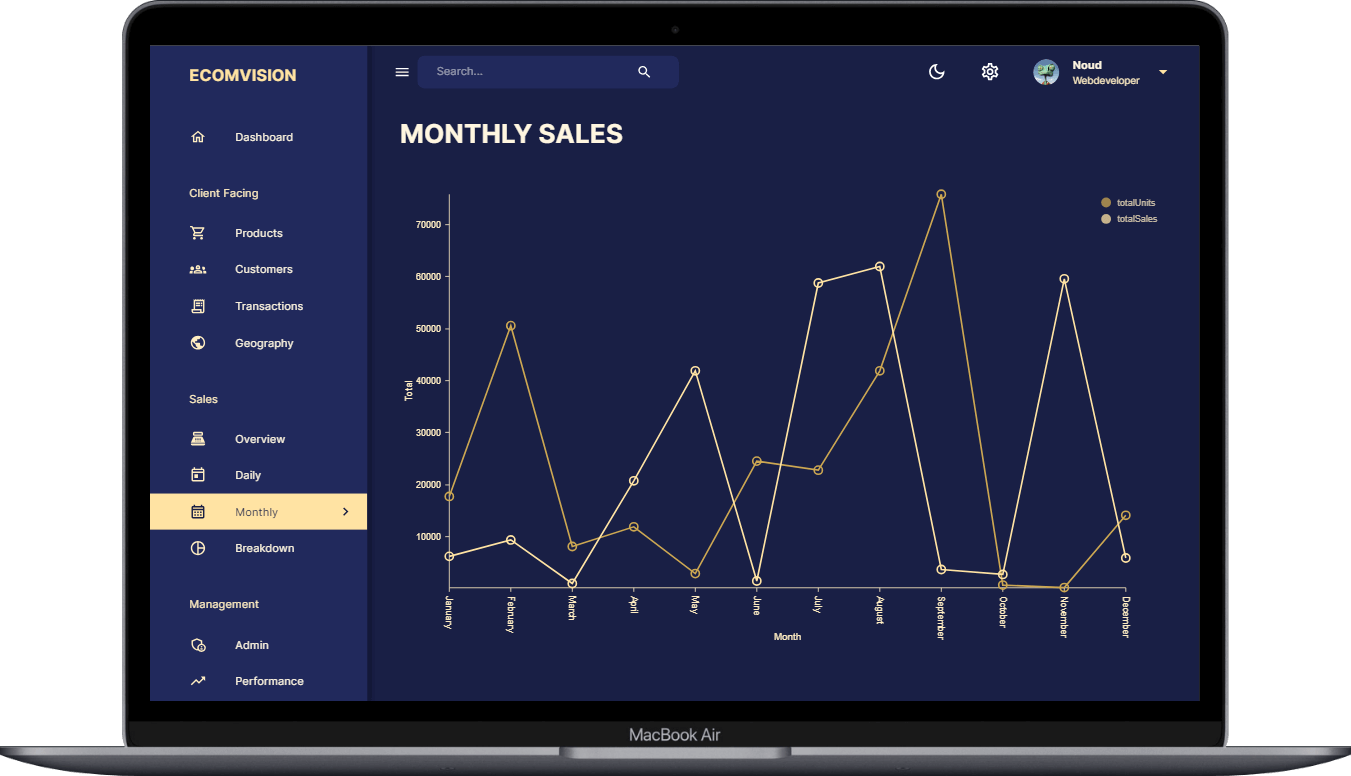 ECOMVISION
Search...
Noud
Webdeveloper
Dashboard
Client Facing
Products
Customers
Transactions
Geography
Sales
Overview
Daily
Monthly
Breakdown
Management
Admin
Performance
MONTHLY SALES
totalUnits
totalSales
70000
60000
50000
40000
30000
20000
10000
Total
January
February
March
April
May
June
July
August
September
October
November
December
Month
MacBook Air